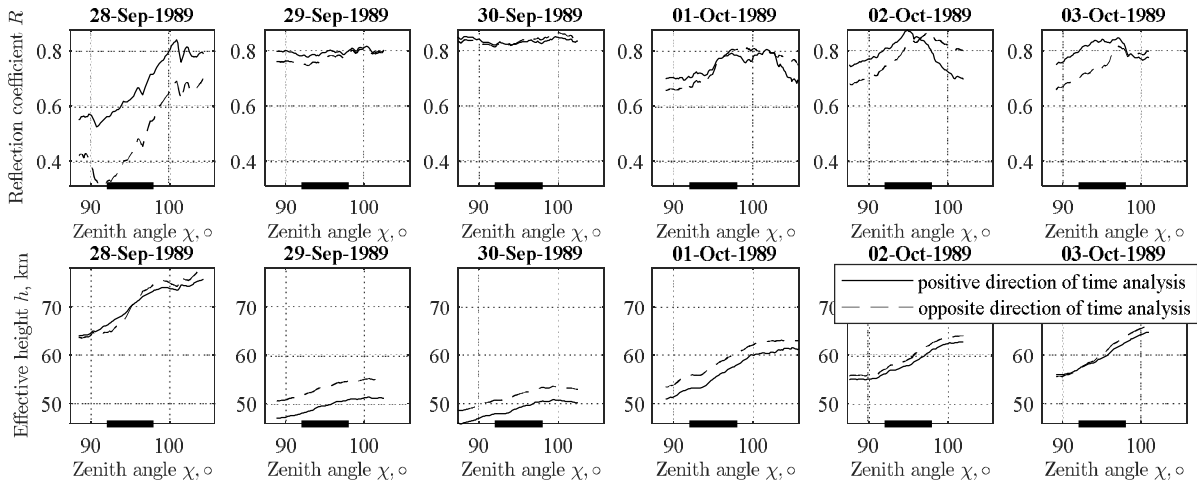 28-Sep-1989 29-Sep-1989 30-Sep-1989 01-Oct-1989 02-Oct-1989 03-Oct-1989
Reflection coefficient R
0.8 0.8 0.8 0.8 0.8 0.8
0.6 0.6 0.6 0.6 0.6 0.6
0.4 0.4 0.4 0.4 0.4 0.4
90 100 90 100 90 100 90 100 90 100 90 100
Zenith angle χ, ○ Zenith angle χ, ○ Zenith angle χ, ○ Zenith angle χ, ○ Zenith angle χ, ○ Zenith angle χ, ○
28-Sep-1989 29-Sep-1989 30-Sep-1989 01-Oct-1989 02-Oct-1989 03-Oct-1989
Effective height h, km
positive direction of time analysis
opposite direction of time analysis
70 70 70 70
60 60 60 60 60 60
50 50 50 50 50 50
90 100 90 100 90 100 90 100 90 100 90 100
Zenith angle χ, ○ Zenith angle χ, ○ Zenith angle χ, ○ Zenith angle χ, ○ Zenith angle χ, ○ Zenith angle χ, ○